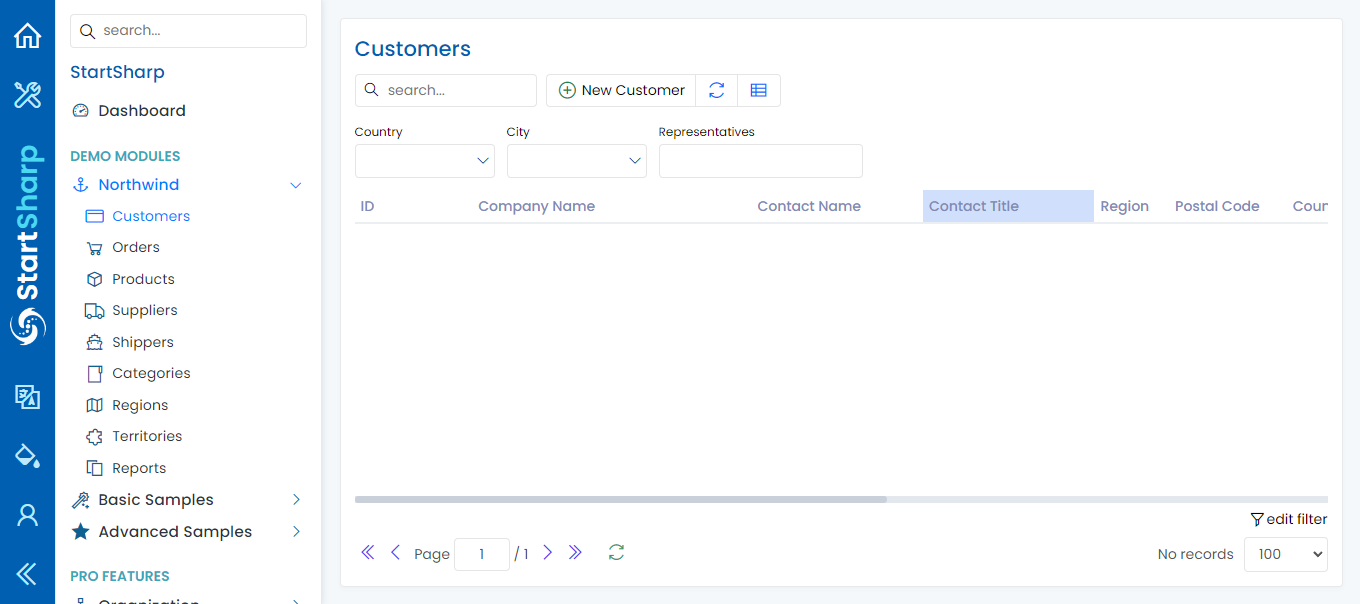 StartSharp
search...
StartSharp
Dashboard
DEMO MODULES
Northwind
Customers
Orders
Products
Suppliers
Shippers
Categories
Regions
Territories
Reports
Basic Samples
Advanced Samples
PRO FEATURES
Organization
Customers
search...
New Customer
Country City Representatives
ID Company Name Contact Name Contact Title Region Postal Code Coun
edit filter
Page 1 / 1 No records 100